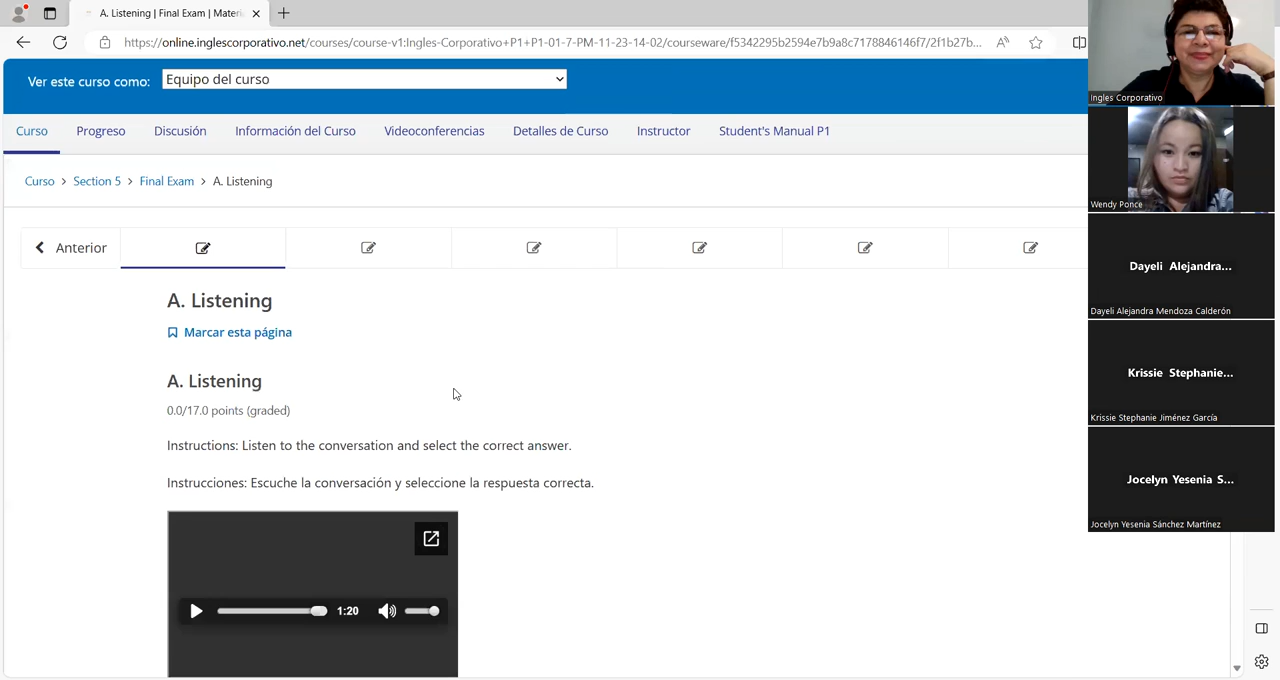 A. Listening | Final Exam | Materi
https://online.inglescorporativo.net/courses/course-v1:Ingles-Corporativo+P1+P1-01-7-PM-11-23-14-02/courseware/f5342295b2594e7b9a8c7178846146f7/2f1b27b...
Ver este curso como: Equipo del curso
Curso Progreso Discusión Información del Curso Videoconferencias Detalles de Curso Instructor Student's Manual P1
Curso > Section 5 > Final Exam > A. Listening
Anterior
A. Listening
Marcar esta página
A. Listening
0.0/17.0 points (graded)
Instructions: Listen to the conversation and select the correct answer.
Instrucciones: Escuche la conversación y seleccione la respuesta correcta.
1:20
Ingles Corporativo
Wendy Ponce
Dayeli Alejandra...
Dayeli Alejandra Mendoza Calderón
Krissie Stephanie...
Krissie Stephanie Jiménez García
Jocelyn Yesenia S...
Jocelyn Yesenia Sánchez Martínez